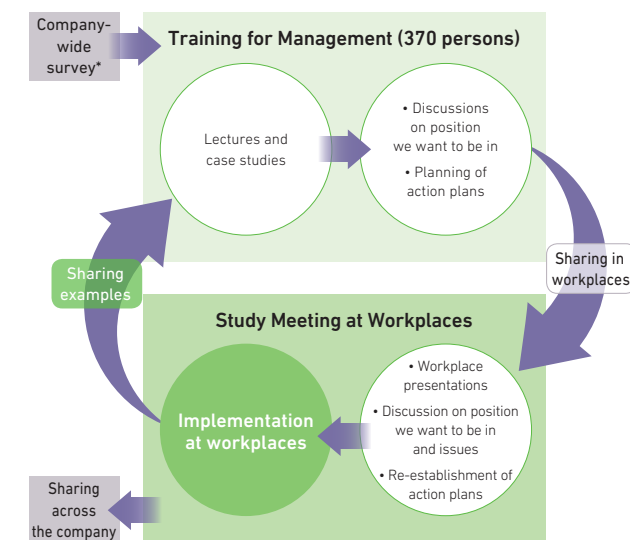 Company-
wide
survey*
Training for Management (370 persons)
Lectures and
case studies
• Discussions
on position
we want to be in
• Planning of
action plans
Sharing in
workplaces
Sharing
examples
Study Meeting at Workplaces
• Workplace
presentations
• Discussion on position
we want to be in
and issues
• Re-establishment of
action plans
Implementation
at workplaces
Sharing
across
the company